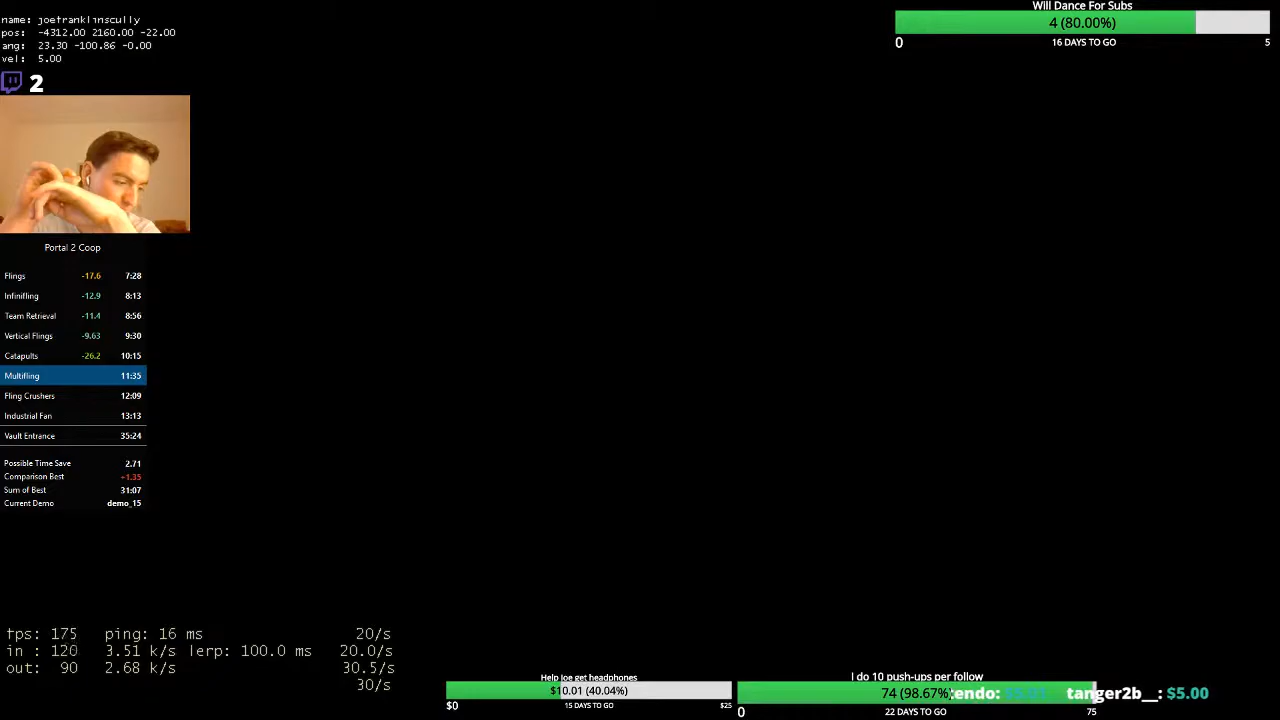 name: joefranklinscully
pos: -4312.00 2160.00 -22.00
ang: 23.30 -100.86 -0.00
vel: 5.00
2
Will Dance For Subs
4 (80.00%)
0 16 DAYS TO GO 5
Portal 2 Coop
Flings -17.6 7:28
Infinifling -12.9 8:13
Team Retrieval -11.4 8:56
Vertical Flings -9.63 9:30
Catapults -26.2 10:15
Multifling 11:35
Fling Crushers 12:09
Industrial Fan 13:13
Vault Entrance 35:24
Possible Time Save 2.71
Comparison Best +1.35
Sum of Best 31:07
Current Demo demo_15
fps: 175 ping: 16 ms 20/s
in : 120 3.51 k/s lerp: 100.0 ms 20.0/s
out: 90 2.68 k/s 30.5/s
30/s
Help Joe get headphones
$10.01 (40.04%)
$0 15 DAYS TO GO $25
I do 10 push-ups per follow
74 (98.67%)
0 22 DAYS TO GO 75
tanger2b__: $5.00